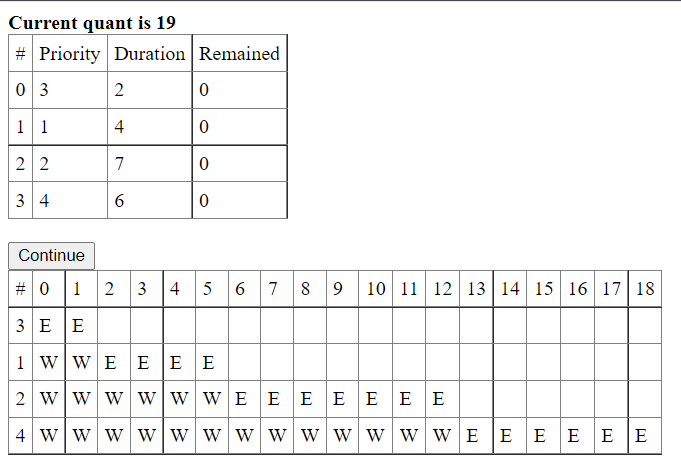 Current quant is 19
# Priority Duration Remained
0 3 2 0
1 1 4 0
2 2 7 0
3 4 6 0
Continue
# 0 1 2 3 4 5 6 7 8 9 10 11 12 13 14 15 16 17 18
3 E E
1 W W E E E E
2 W W W W W W E E E E E E E
4 W W W W W W W W W W W W W E E E E E E